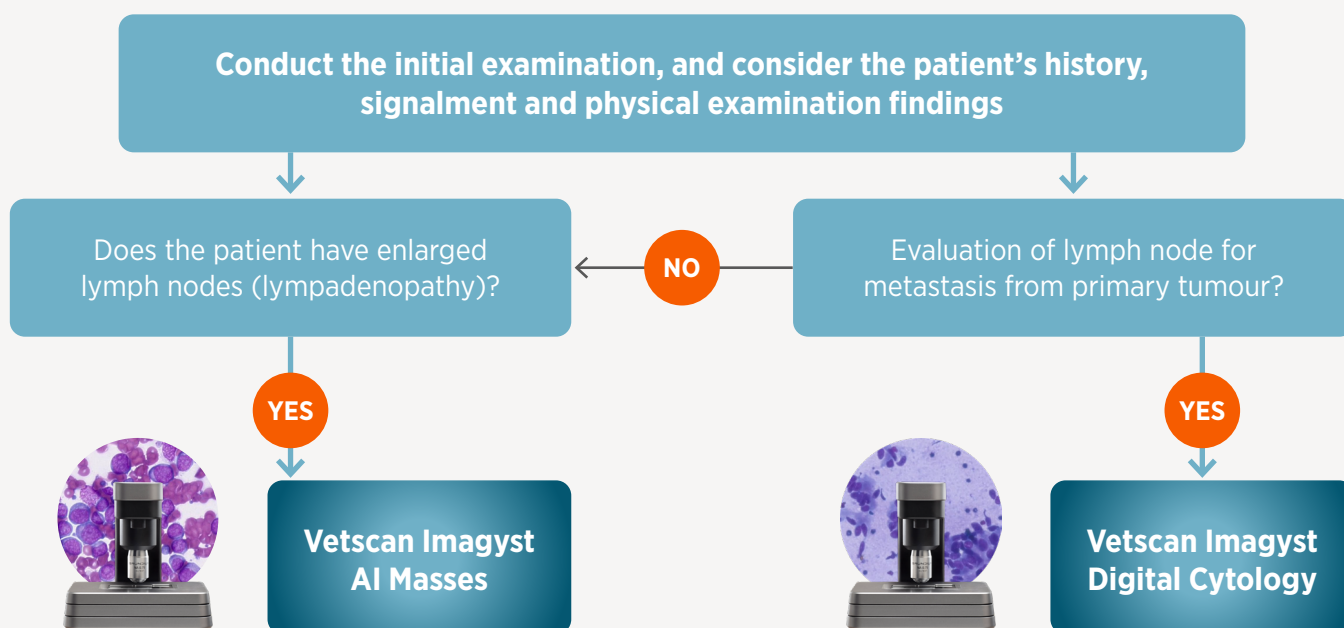 Conduct the initial examination, and consider the patient's history,
signalment and physical examination findings
Does the patient have enlarged
lymph nodes (lympadenopathy)?
NO
Evaluation of lymph node for
metastasis from primary tumour?
YES
YES
Vetscan Imagyst
AI Masses
Vetscan Imagyst
Digital Cytology